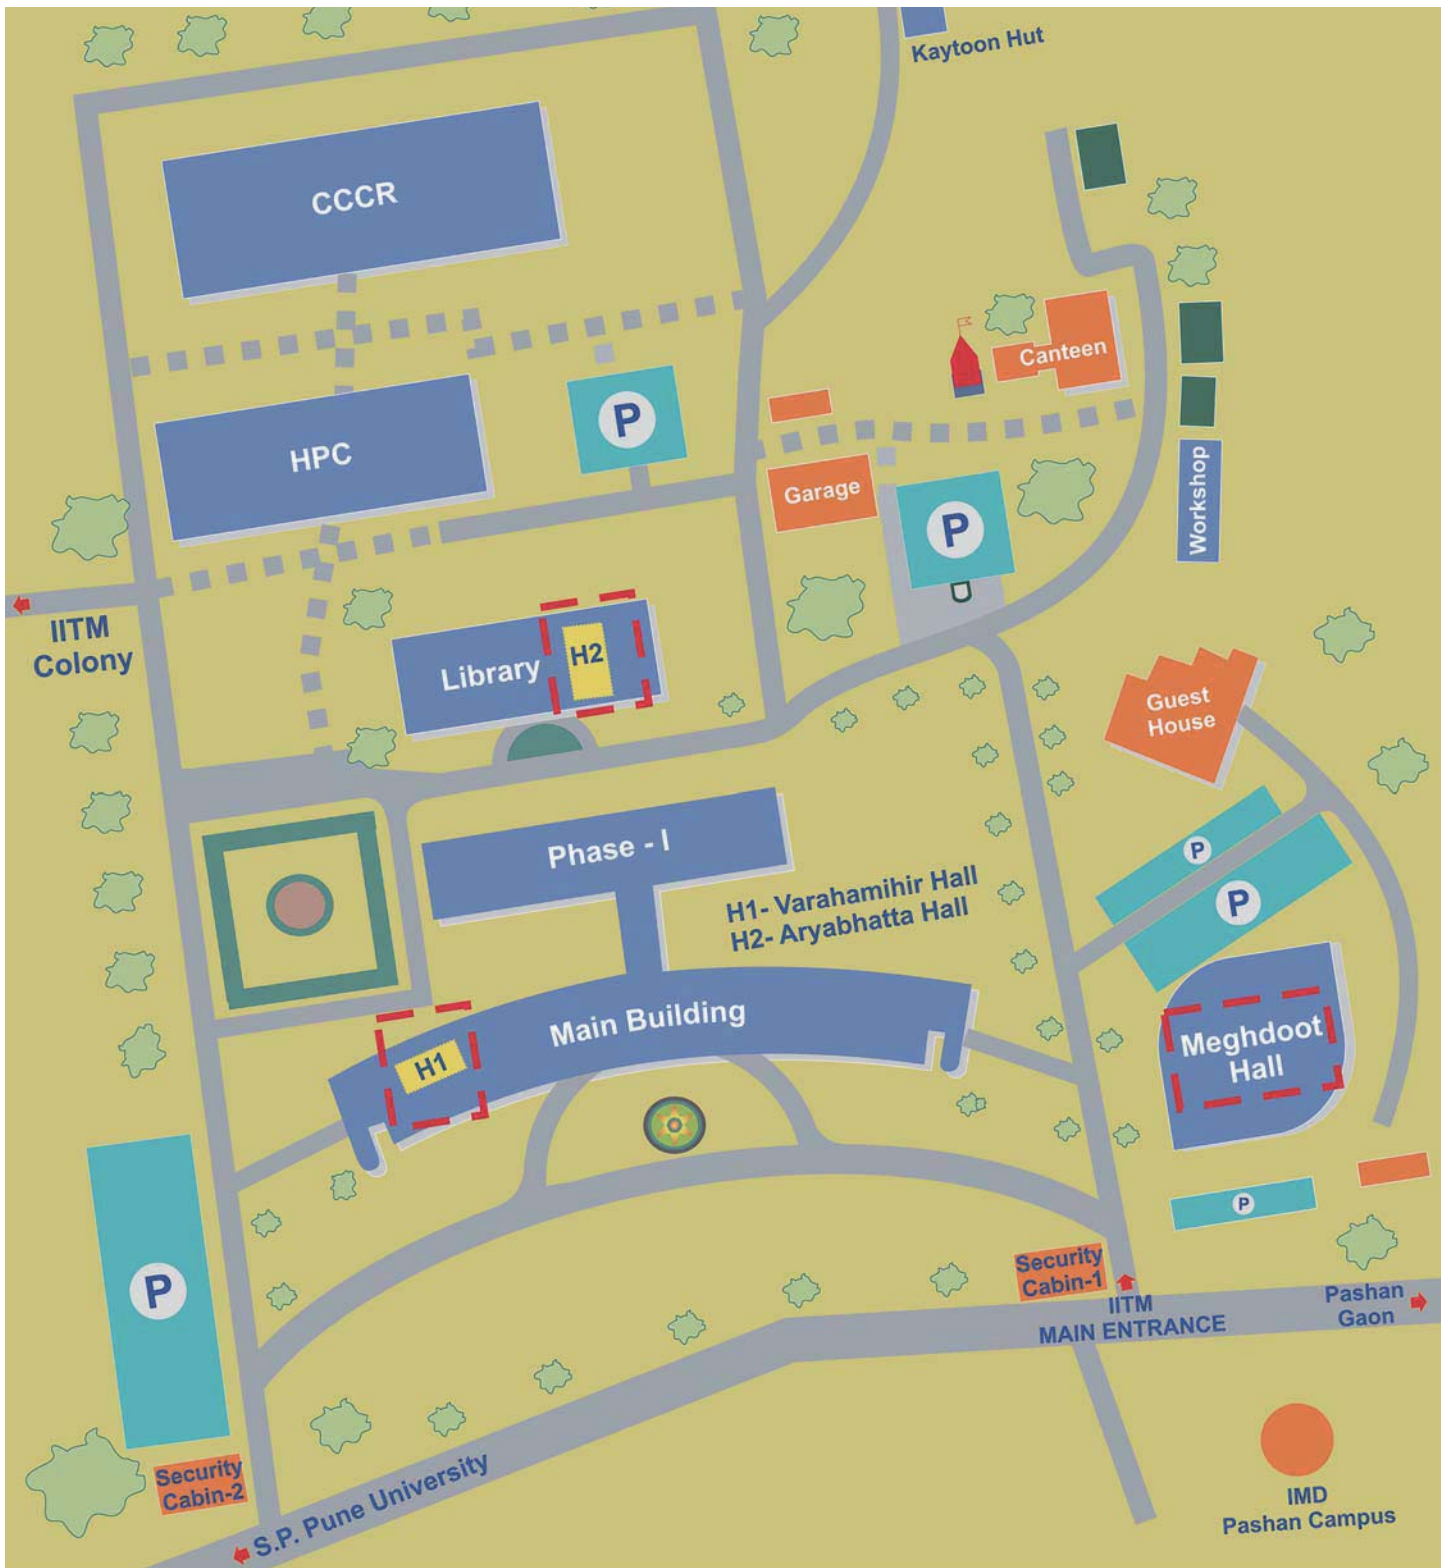 Kaytoon Hut
CCCR
Canteen
P
HPC
Garage
Workshop
P
IITM
Colony
Library
H2
Guest
House
Phase - I
P
P
H1- Varahamihir Hall
H2- Aryabhatta Hall
Main Building
H1
Meghdoot
Hall
P
P
Security
Cabin-1
IITM
MAIN ENTRANCE
Pashan
Gaon
Security
Cabin-2
S.P. Pune University
IMD
Pashan Campus